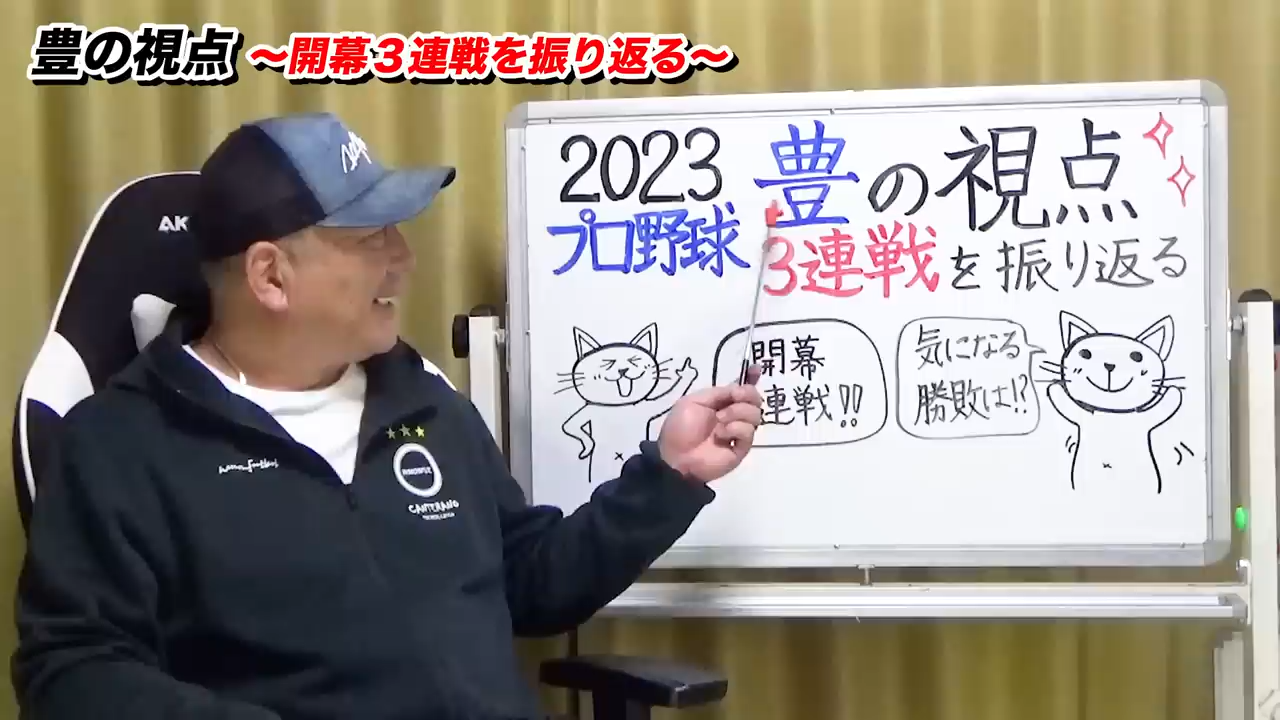 豊の視点 〜開幕3連戦を振り返る〜
2023 豊の視点
プロ野球 3連戦を振り返る
開幕
連戦!!
気になる
勝敗は!?
AK
CANTERANO